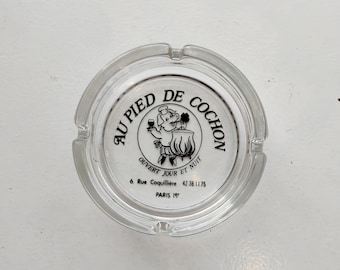 AU PIED DE COCHON
OUVERT JOUR ET NUIT
6, Rue Coquillière 42 36 11 75
PARIS 1er